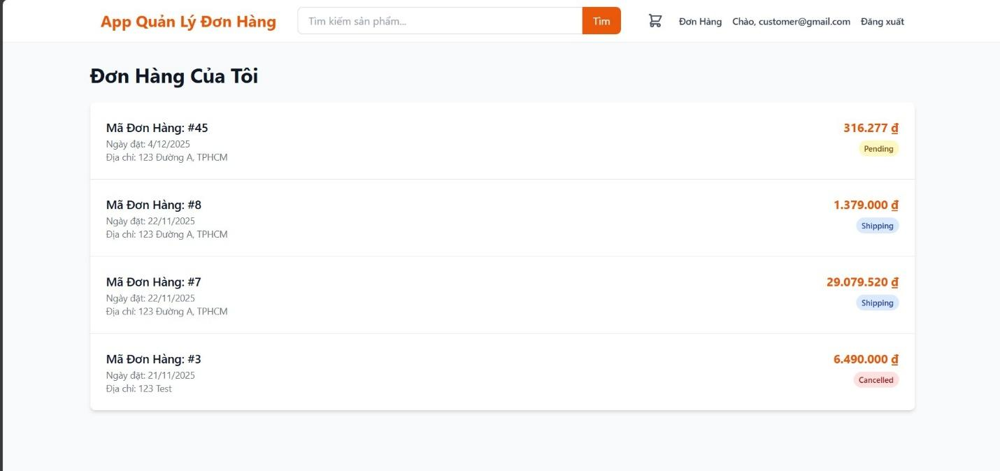 App Quản Lý Đơn Hàng
Tìm kiếm sản phẩm...
Tìm
Đơn Hàng
Chào, customer@gmail.com
Đăng xuất
Đơn Hàng Của Tôi
Mã Đơn Hàng: #45
316.277 ₫
Ngày đặt: 4/12/2025
Pending
Địa chỉ: 123 Đường A, TPHCM
Mã Đơn Hàng: #8
1.379.000 ₫
Ngày đặt: 22/11/2025
Shipping
Địa chỉ: 123 Đường A, TPHCM
Mã Đơn Hàng: #7
29.079.520 ₫
Ngày đặt: 22/11/2025
Shipping
Địa chỉ: 123 Đường A, TPHCM
Mã Đơn Hàng: #3
6.490.000 ₫
Ngày đặt: 21/11/2025
Cancelled
Địa chỉ: 123 Test